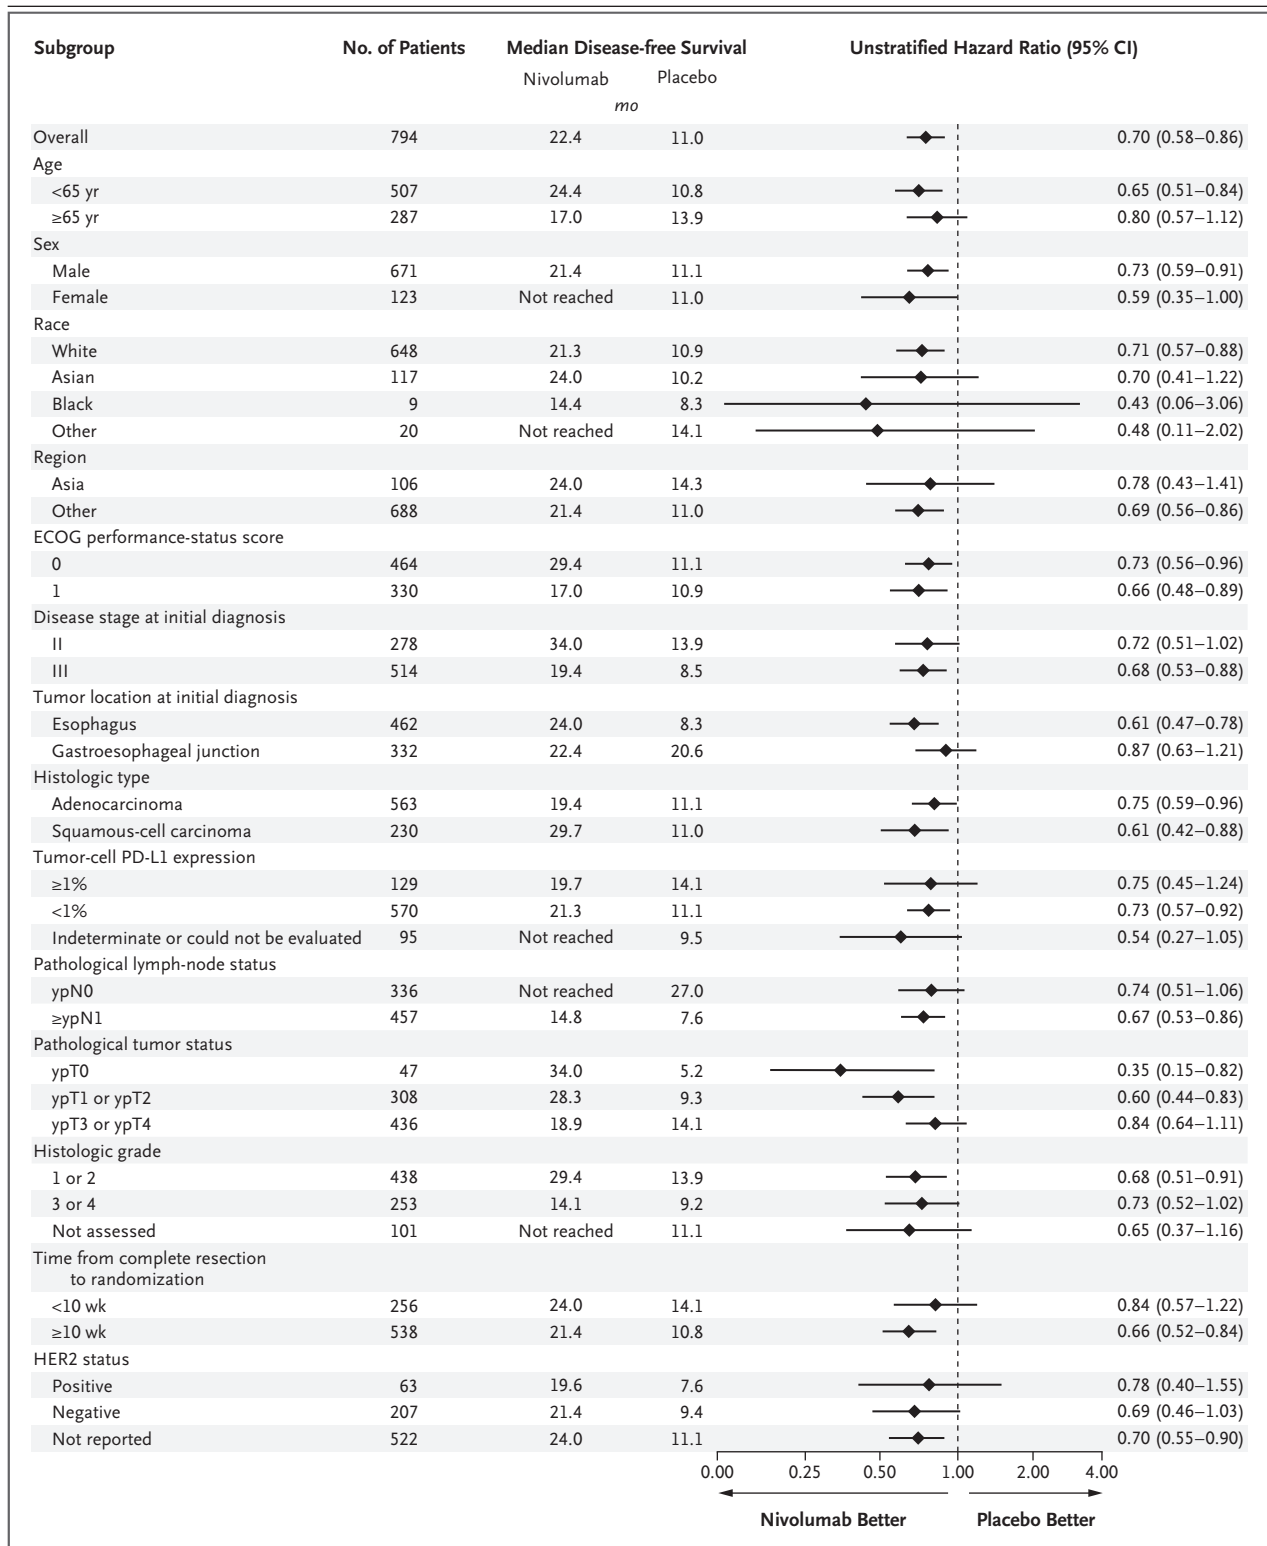 Subgroup No. of Patients Median Disease-free Survival Unstratified Hazard Ratio (95% CI)
Nivolumab Placebo
mo
Overall 794 22.4 11.0 0.70 (0.58–0.86)
Age
<65 yr 507 24.4 10.8 0.65 (0.51–0.84)
≥65 yr 287 17.0 13.9 0.80 (0.57–1.12)
Sex
Male 671 21.4 11.1 0.73 (0.59–0.91)
Female 123 Not reached 11.0 0.59 (0.35–1.00)
Race
White 648 21.3 10.9 0.71 (0.57–0.88)
Asian 117 24.0 10.2 0.70 (0.41–1.22)
Black 9 14.4 8.3 0.43 (0.06–3.06)
Other 20 Not reached 14.1 0.48 (0.11–2.02)
Region
Asia 106 24.0 14.3 0.78 (0.43–1.41)
Other 688 21.4 11.0 0.69 (0.56–0.86)
ECOG performance-status score
0 464 29.4 11.1 0.73 (0.56–0.96)
1 330 17.0 10.9 0.66 (0.48–0.89)
Disease stage at initial diagnosis
II 278 34.0 13.9 0.72 (0.51–1.02)
III 514 19.4 8.5 0.68 (0.53–0.88)
Tumor location at initial diagnosis
Esophagus 462 24.0 8.3 0.61 (0.47–0.78)
Gastroesophageal junction 332 22.4 20.6 0.87 (0.63–1.21)
Histologic type
Adenocarcinoma 563 19.4 11.1 0.75 (0.59–0.96)
Squamous-cell carcinoma 230 29.7 11.0 0.61 (0.42–0.88)
Tumor-cell PD-L1 expression
≥1% 129 19.7 14.1 0.75 (0.45–1.24)
<1% 570 21.3 11.1 0.73 (0.57–0.92)
Indeterminate or could not be evaluated 95 Not reached 9.5 0.54 (0.27–1.05)
Pathological lymph-node status
ypN0 336 Not reached 27.0 0.74 (0.51–1.06)
≥ypN1 457 14.8 7.6 0.67 (0.53–0.86)
Pathological tumor status
ypT0 47 34.0 5.2 0.35 (0.15–0.82)
ypT1 or ypT2 308 28.3 9.3 0.60 (0.44–0.83)
ypT3 or ypT4 436 18.9 14.1 0.84 (0.64–1.11)
Histologic grade
1 or 2 438 29.4 13.9 0.68 (0.51–0.91)
3 or 4 253 14.1 9.2 0.73 (0.52–1.02)
Not assessed 101 Not reached 11.1 0.65 (0.37–1.16)
Time from complete resection
to randomization
<10 wk 256 24.0 14.1 0.84 (0.57–1.22)
≥10 wk 538 21.4 10.8 0.66 (0.52–0.84)
HER2 status
Positive 63 19.6 7.6 0.78 (0.40–1.55)
Negative 207 21.4 9.4 0.69 (0.46–1.03)
Not reported 522 24.0 11.1 0.70 (0.55–0.90)
0.00 0.25 0.50 1.00 2.00 4.00
Nivolumab Better Placebo Better